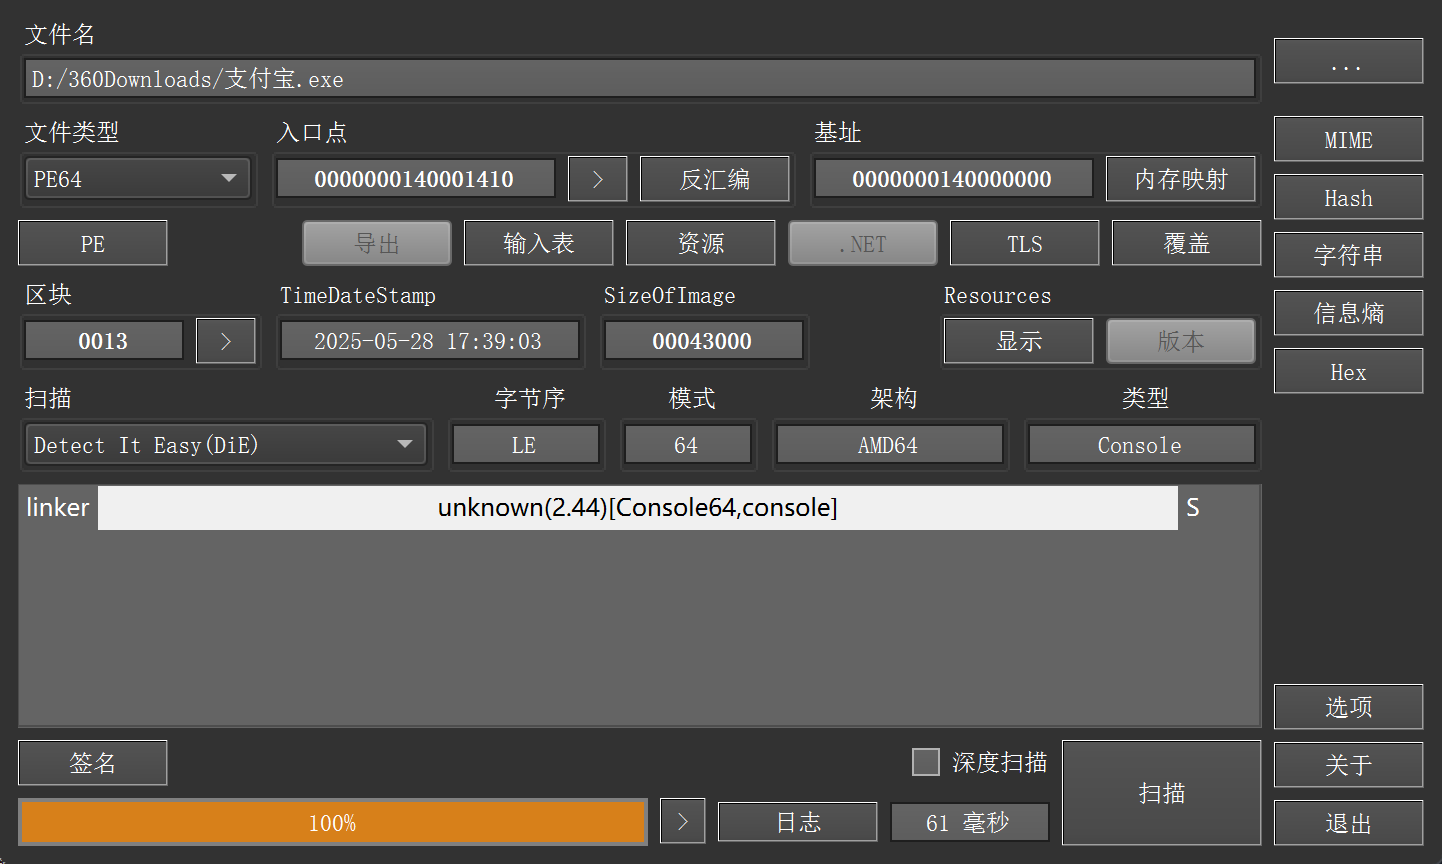 文件名
D:/360Downloads/支付宝.exe
...
文件类型 入口点 基址
PE64 0000000140001410 > 反汇编 0000000140000000 内存映射
MIME
Hash
PE 导出 输入表 资源 .NET TLS 覆盖
字符串
区块 TimeDateStamp SizeOfImage Resources
信息熵
0013 > 2025-05-28 17:39:03 00043000 显示 版本
Hex
扫描 字节序 模式 架构 类型
Detect It Easy(DiE) LE 64 AMD64 Console
linker unknown(2.44)[Console64,console] S
选项
签名 深度扫描 扫描
关于
100% > 日志 61 毫秒
退出